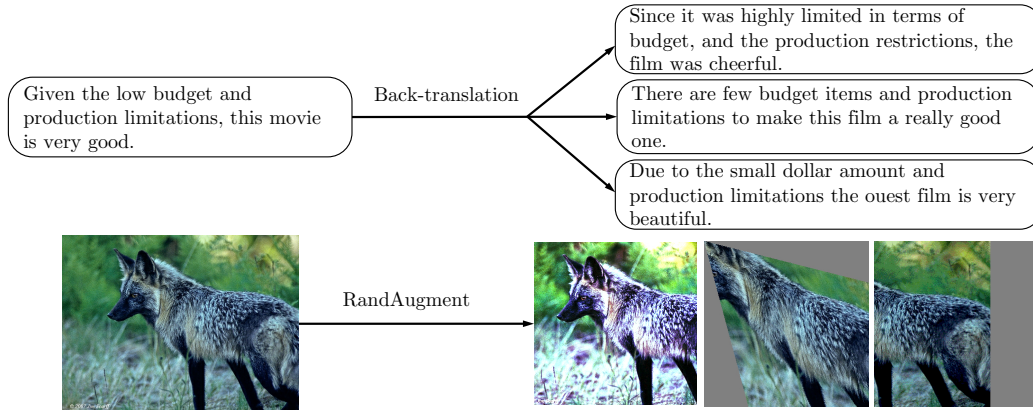 Since it was highly limited in terms of
budget, and the production restrictions, the
film was cheerful.
Given the low budget and
production limitations, this movie
is very good.
Back-translation
There are few budget items and production
limitations to make this film a really good
one.
Due to the small dollar amount and
production limitations the ouest film is very
beautiful.
RandAugment